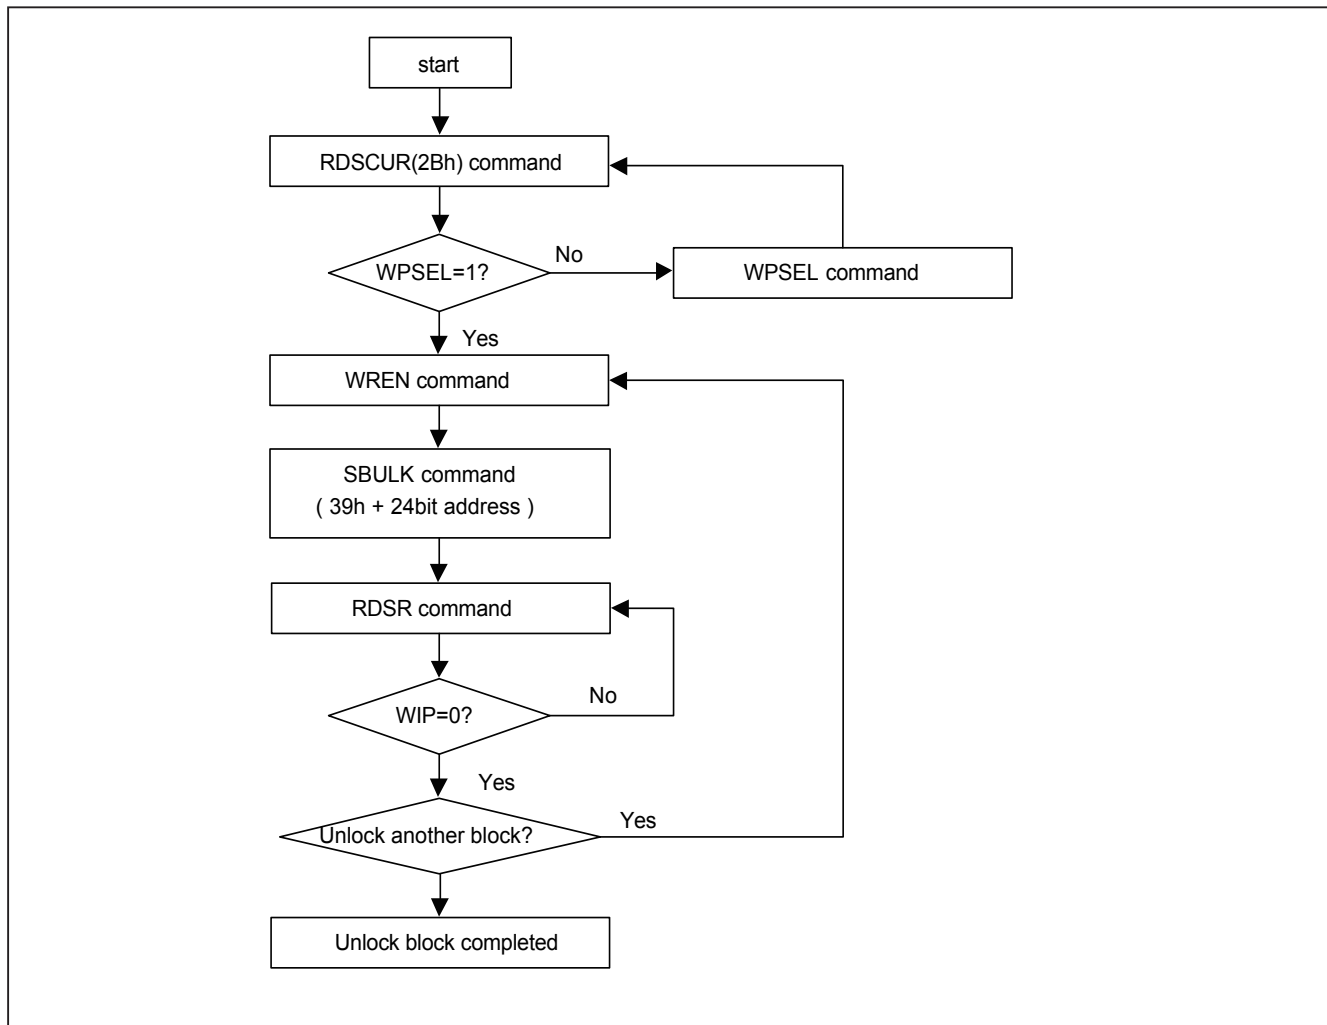 start
RDSCUR(2Bh) command
WPSEL=1?
No
WPSEL command
Yes
WREN command
SBULK command
( 39h + 24bit address )
RDSR command
WIP=0?
No
Yes
Unlock another block?
Yes
Unlock block completed